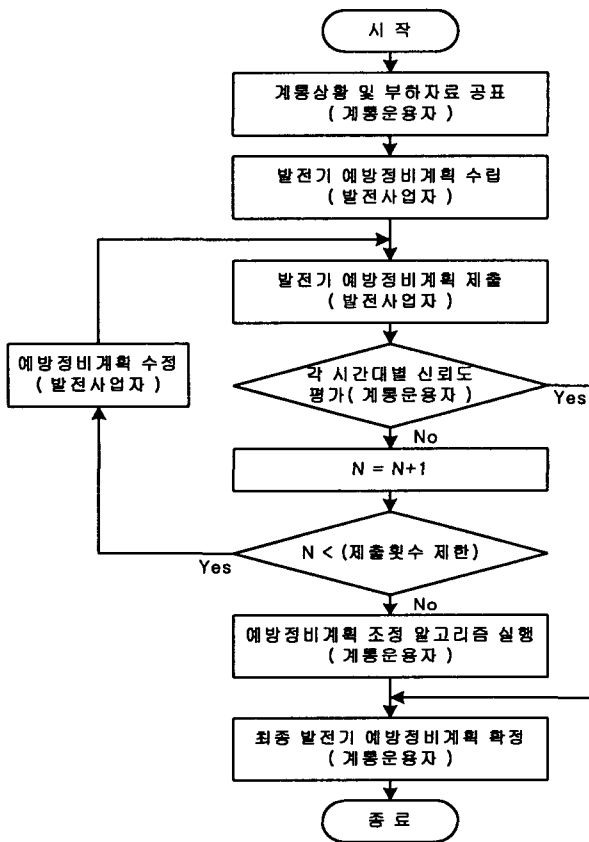 시 작
계통상황 및 부하자료 공표
( 계통운용자 )
발전기 예방정비계획 수립
( 발전사업자 )
발전기 예방정비계획 제출
( 발전사업자 )
예방정비계획 수정
( 발전사업자 )
각 시간대별 신뢰도
평가( 계통운용자 )
Yes
No
N = N+1
N < (제출횟수 제한)
Yes
No
예방정비계획 조정 알고리즘 실행
( 계통운용자 )
최종 발전기 예방정비계획 확정
( 계통운용자 )
종 료